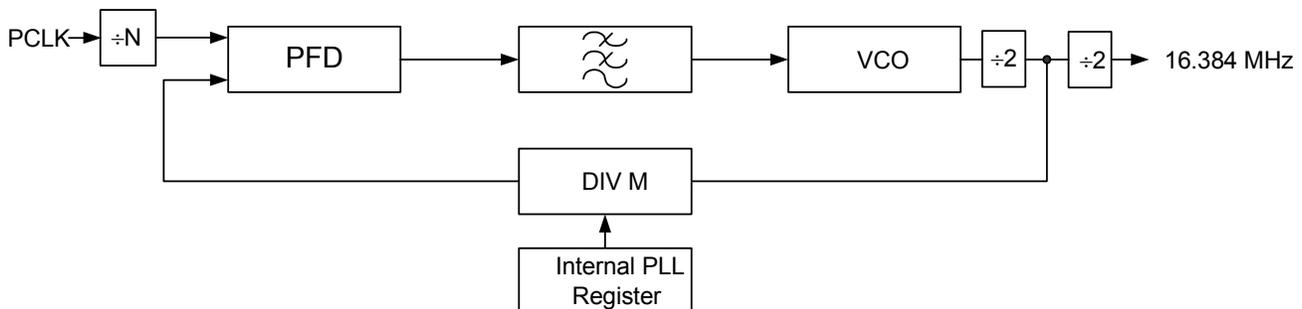 PCLK
÷N
PFD
VCO
÷2
÷2
16.384 MHz
DIV M
Internal PLL
Register